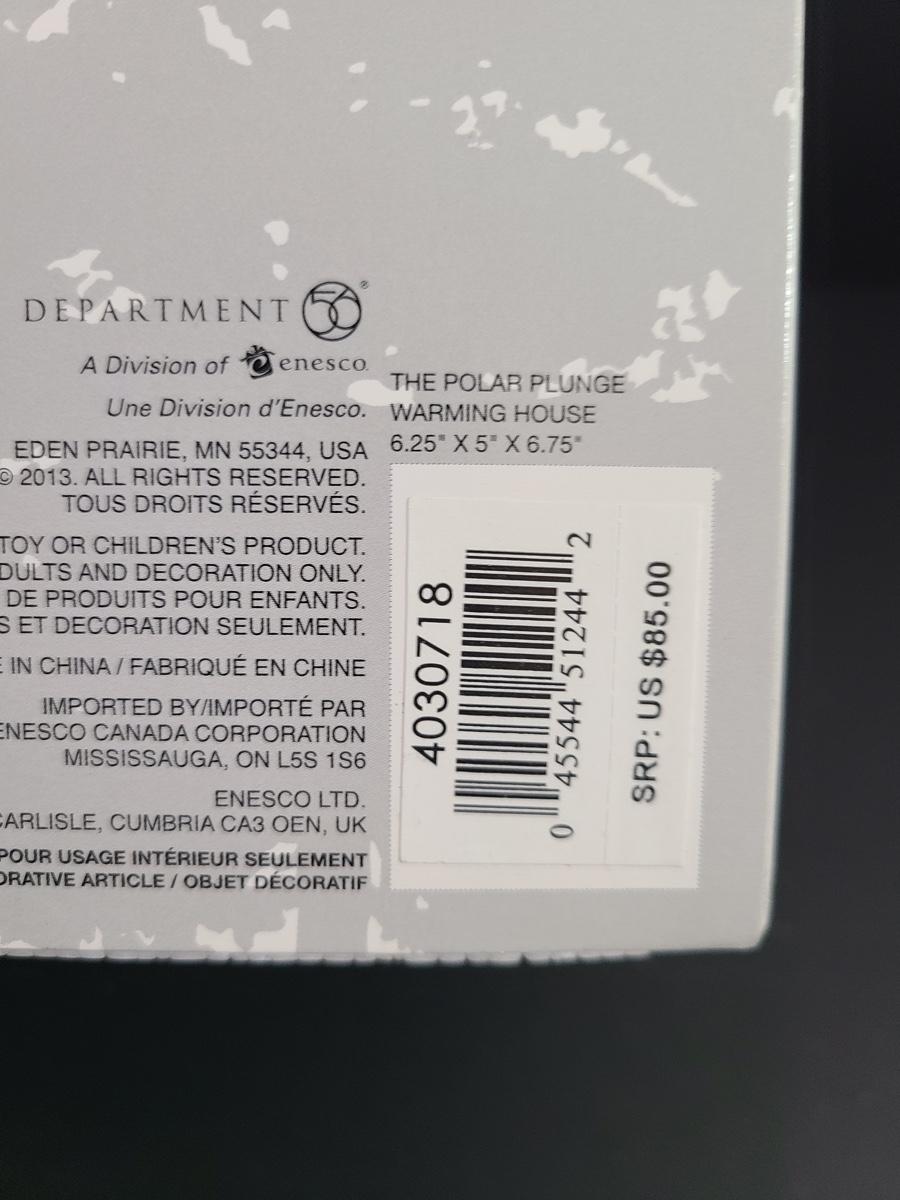 DEPARTMENT 56®
A Division of enesco.
Une Division d'Enesco.
EDEN PRAIRIE, MN 55344, USA
© 2013. ALL RIGHTS RESERVED.
TOUS DROITS RÉSERVÉS.
TOY OR CHILDREN'S PRODUCT.
DULTS AND DECORATION ONLY.
DE PRODUITS POUR ENFANTS.
S ET DECORATION SEULEMENT.
E IN CHINA / FABRIQUÉ EN CHINE
IMPORTED BY/IMPORTÉ PAR
ENESCO CANADA CORPORATION
MISSISSAUGA, ON L5S 1S6
ENESCO LTD.
CARLISLE, CUMBRIA CA3 OEN, UK
POUR USAGE INTÉRIEUR SEULEMENT
ORATIVE ARTICLE / OBJET DÉCORATIF
THE POLAR PLUNGE
WARMING HOUSE
6.25" X 5" X 6.75"
4030718
0 45544 51244 2
SRP: US $85.00